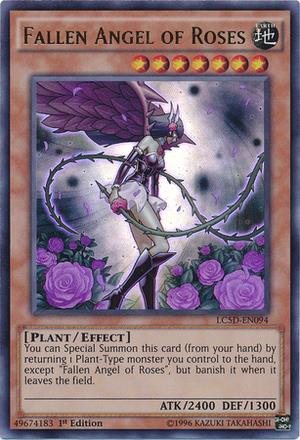 FALLEN ANGEL OF ROSES
EARTH
地
LC5D-EN094
[PLANT / EFFECT]
You can Special Summon this card (from your hand) by
returning 1 Plant-Type monster you control to the hand,
except "Fallen Angel of Roses", but banish it when it
leaves the field.
ATK/2400 DEF/1300
49674183 1st Edition ©1996 KAZUKI TAKAHASHI